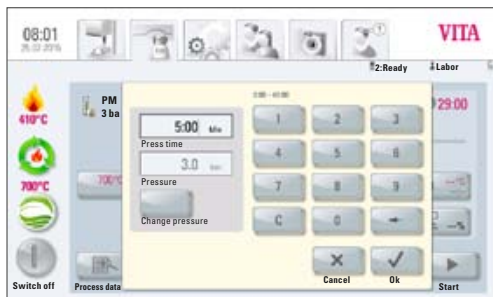 08:01
VITA
2:Ready
Labor
410°C
PM
3 ba
29:00
5:00 Min
Press time
3.0
Pressure
Change pressure
1 2 3
4 5 6
7 8 9
C 0
700°C
700°C
Cancel
Ok
Switch off
Process data
Start